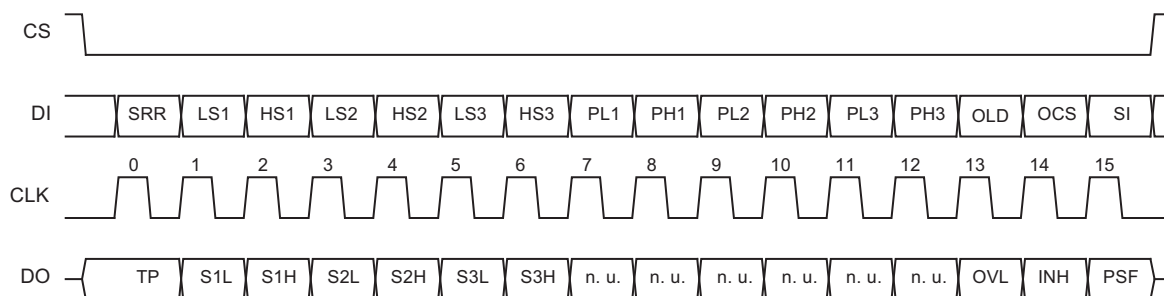 CS
DI SRR LS1 HS1 LS2 HS2 LS3 HS3 PL1 PH1 PL2 PH2 PL3 PH3 OLD OCS SI
0 1 2 3 4 5 6 7 8 9 10 11 12 13 14 15
CLK
DO TP S1L S1H S2L S2H S3L S3H n. u. n. u. n. u. n. u. n. u. n. u. OVL INH PSF